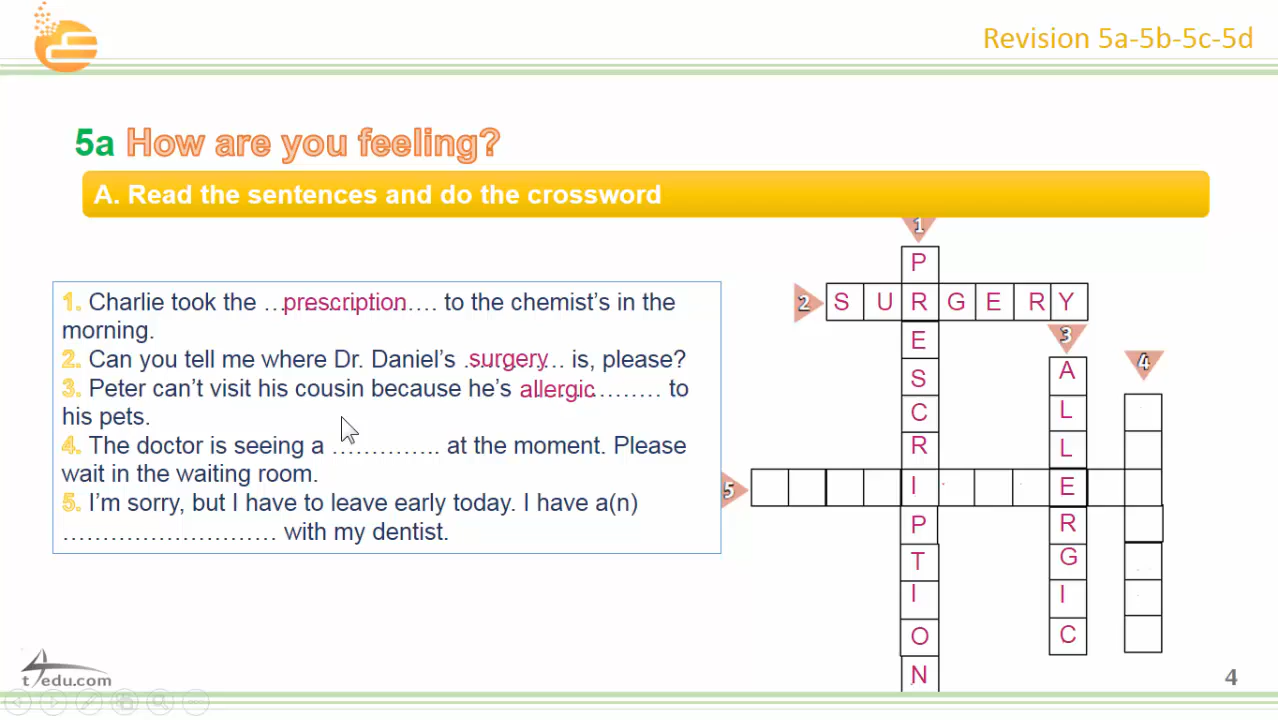 Revision 5a-5b-5c-5d
5a How are you feeling?
A. Read the sentences and do the crossword
1. Charlie took the …prescription…. to the chemist's in the
morning.
2. Can you tell me where Dr. Daniel's surgery… is, please?
3. Peter can't visit his cousin because he's allergic……… to
his pets.
4. The doctor is seeing a ………….. at the moment. Please
wait in the waiting room.
5. I'm sorry, but I have to leave early today. I have a(n)
……………………… with my dentist.
1
P
2 S U R G E R Y
E
3
S
A
4
C
L
R
L
5
I
E
P
R
T
G
I
I
O
C
N
t4edu.com
4